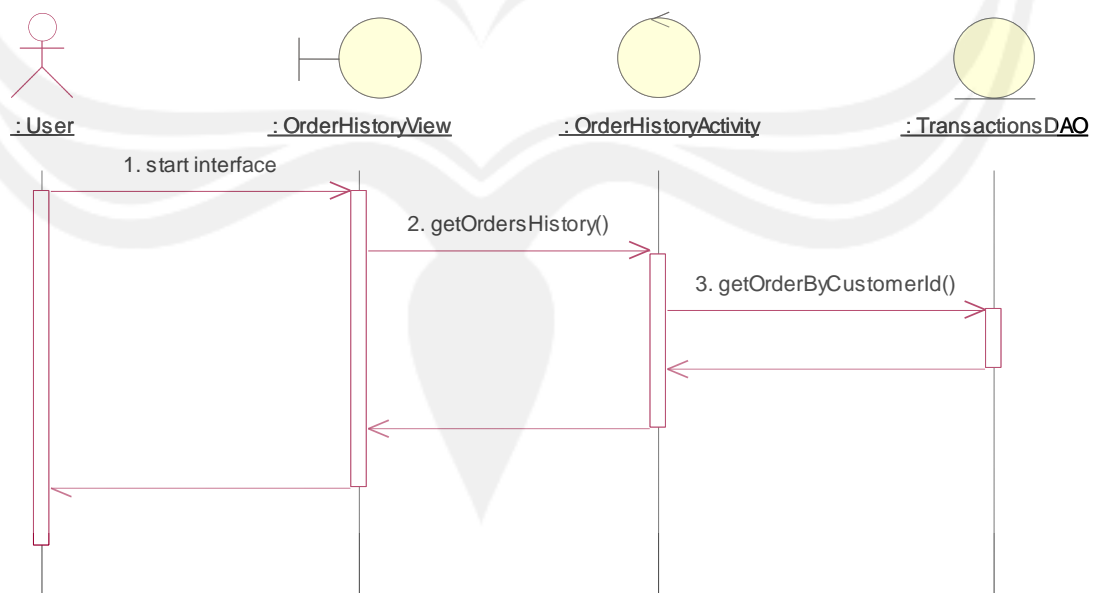 : User
: OrderHistoryView
: OrderHistoryActivity
: TransactionsDAO
1. start interface
2. getOrdersHistory()
3. getOrderByCustomerId()